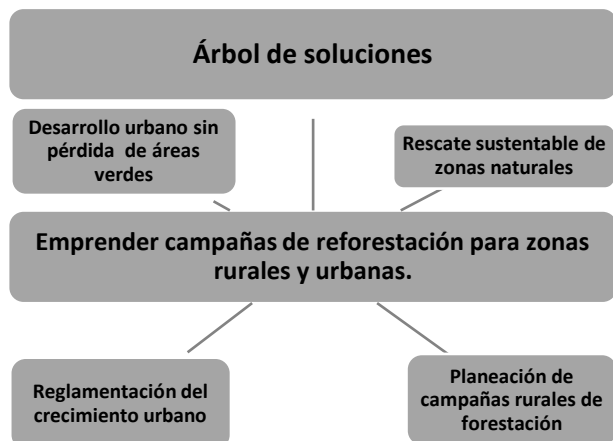 Árbol de soluciones
Desarrollo urbano sin
pérdida de áreas
verdes
Rescate sustentable de
zonas naturales
Emprender campañas de reforestación para zonas
rurales y urbanas.
Reglamentación del
crecimiento urbano
Planeación de
campañas rurales de
forestación